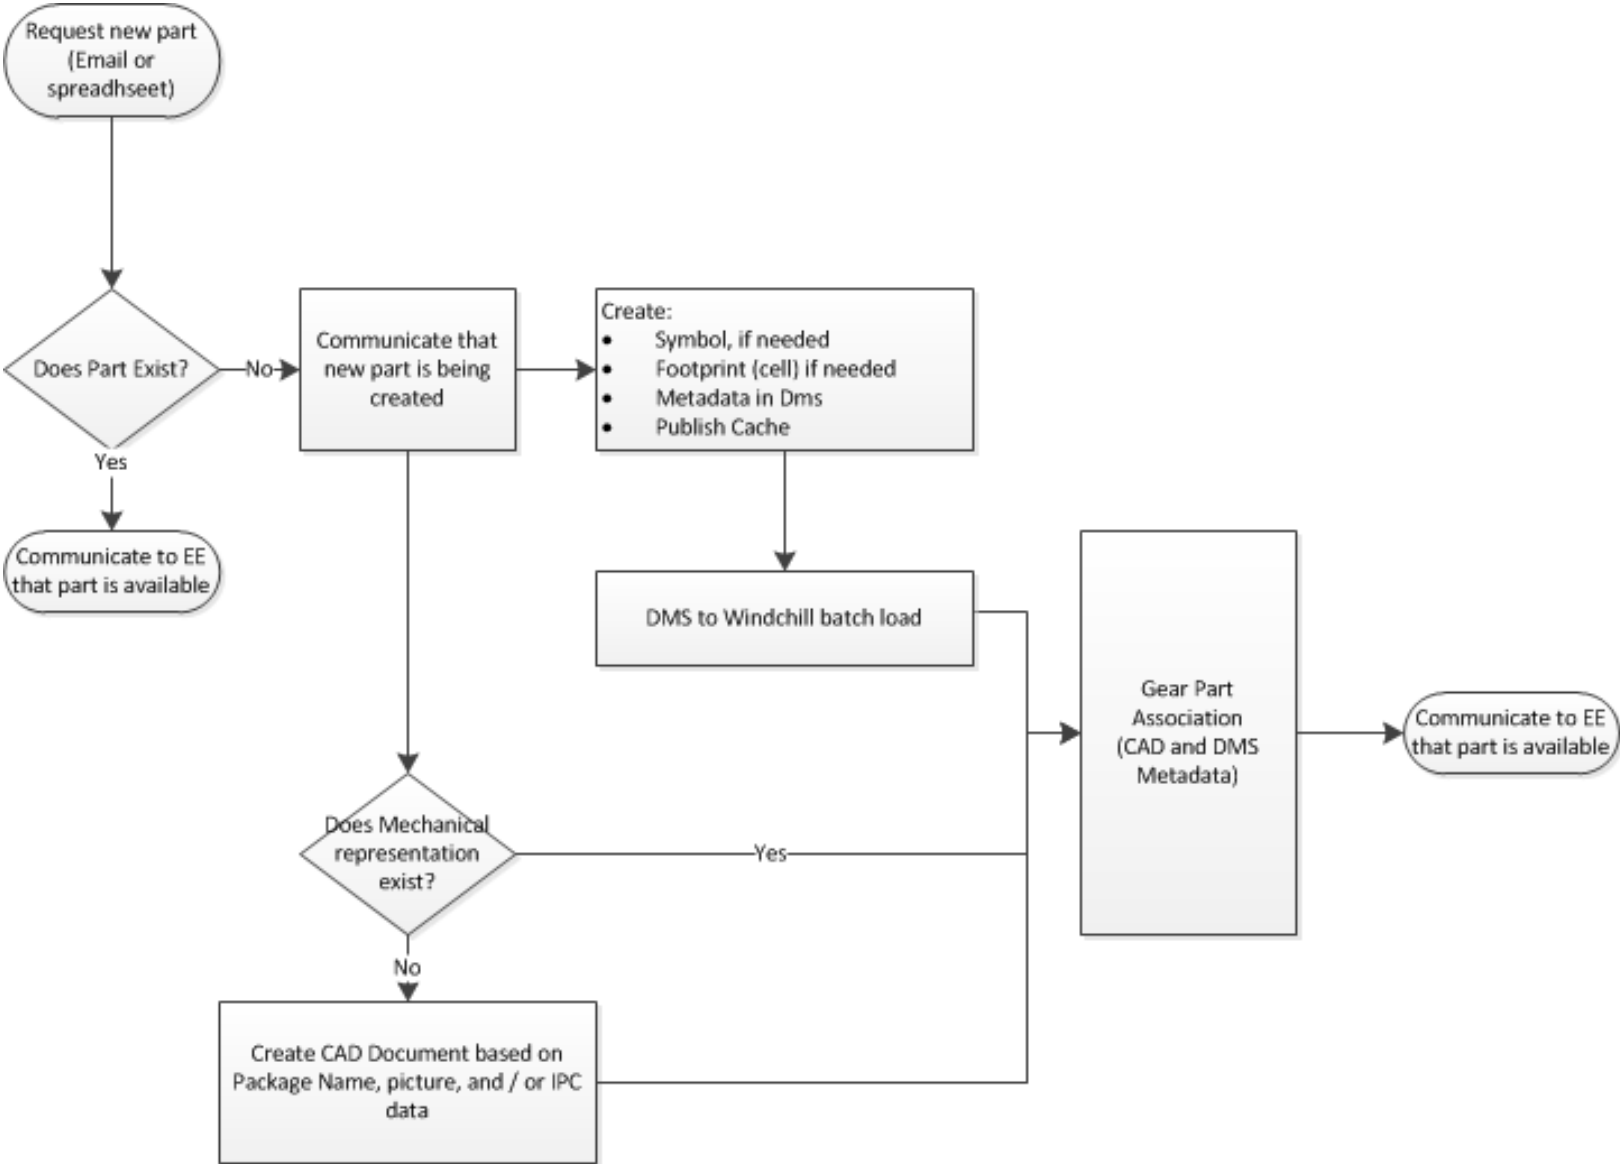 Request new part
(Email or
spreadhseet)
Does Part Exist?
No
Communicate that
new part is being
created
Create:
• Symbol, if needed
• Footprint (cell) if needed
• Metadata in Dms
• Publish Cache
Yes
Communicate to EE
that part is available
DMS to Windchill batch load
Gear Part
Association
(CAD and DMS
Metadata)
Communicate to EE
that part is available
Does Mechanical
representation
exist?
Yes
No
Create CAD Document based on
Package Name, picture, and / or IPC
data